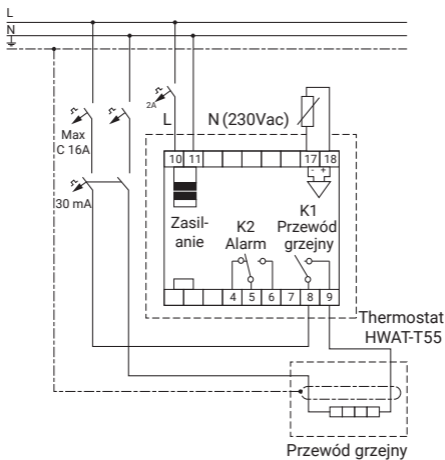 L
N
2A
L
N (230Vac)
Max
C 16A
30 mA
10 11
17 18
- +
Zasil-
anie
K2
Alarm
K1
Przewód
grzejny
4 5 6 7 8 9
Thermostat
HWAT-T55
Przewód grzejny